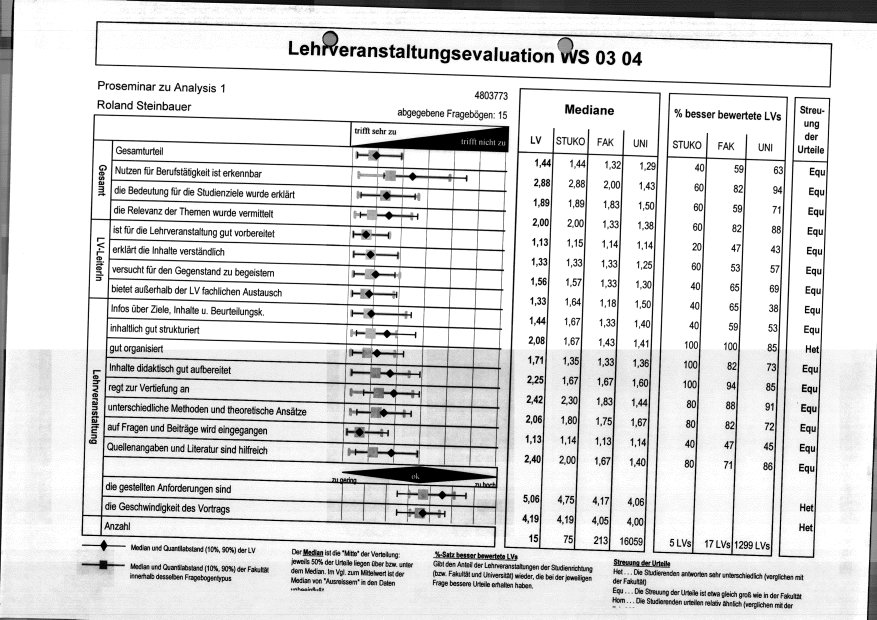 Lehrveranstaltungsevaluation WS 03 04
Proseminar zu Analysis 1
4803773
Roland Steinbauer
abgegebene Fragebögen: 15
Mediane
% besser bewertete LVs
Streu-
ung
der
Urteile
trifft sehr zu
trifft nicht zu
LV STUKO FAK UNI STUKO FAK UNI
Gesamt
Gesamturteil 1,44 1,44 1,32 1,29 40 59 63 Equ
Nutzen für Berufstätigkeit ist erkennbar 2,88 2,88 2,00 1,43 60 82 94 Equ
die Bedeutung für die Studienziele wurde erklärt 1,89 1,89 1,83 1,50 60 59 71 Equ
die Relevanz der Themen wurde vermittelt 2,00 2,00 1,33 1,38 60 82 88 Equ
LV-LeiterIn
ist für die Lehrveranstaltung gut vorbereitet 1,13 1,15 1,14 1,14 20 47 43 Equ
erklärt die Inhalte verständlich 1,33 1,33 1,33 1,25 60 53 57 Equ
versucht für den Gegenstand zu begeistern 1,56 1,57 1,33 1,30 40 65 69 Equ
bietet außerhalb der LV fachlichen Austausch 1,33 1,64 1,18 1,50 40 65 38 Equ
Lehrveranstaltung
Infos über Ziele, Inhalte u. Beurteilungsk. 1,44 1,67 1,33 1,40 40 59 53 Equ
inhaltlich gut strukturiert 2,08 1,67 1,43 1,41 100 100 85 Het
gut organisiert 1,71 1,35 1,33 1,36 100 82 73 Equ
Inhalte didaktisch gut aufbereitet 2,25 1,67 1,67 1,60 100 94 85 Equ
regt zur Vertiefung an 2,42 2,30 1,83 1,44 80 88 91 Equ
unterschiedliche Methoden und theoretische Ansätze 2,06 1,80 1,75 1,67 80 82 72 Equ
auf Fragen und Beiträge wird eingegangen 1,13 1,14 1,13 1,14 40 47 45 Equ
Quellenangaben und Literatur sind hilfreich 2,40 2,00 1,67 1,40 80 71 86 Equ
zu gering ok zu hoch
die gestellten Anforderungen sind 5,06 4,75 4,17 4,06 Het
die Geschwindigkeit des Vortrags 4,19 4,19 4,05 4,00 Het
Anzahl 15 75 213 16059 5 LVs 17 LVs 1299 LVs
Median und Quantilabstand (10%, 90%) der LV
Median und Quantilabstand (10%, 90%) der Fakultät
innerhalb desselben Fragebogentypus
Der Median ist die "Mitte" der Verteilung:
jeweils 50% der Urteile liegen über bzw. unter
dem Median. Im Vgl. zum Mittelwert ist der
Median von "Ausreissern" in den Daten
%-Satz besser bewertete LVs
Gibt den Anteil der Lehrveranstaltungen der Studienrichtung
(bzw. Fakultät und Universität) wieder, die bei der jeweiligen
Frage bessere Urteile erhalten haben.
Streuung der Urteile
Het . . . Die Studierenden antworten sehr unterschiedlich (verglichen mit
der Fakultät)
Equ . . . Die Streuung der Urteile ist etwa gleich groß wie in der Fakultät
Hom . . . Die Studierenden urteilen relativ ähnlich (verglichen mit der